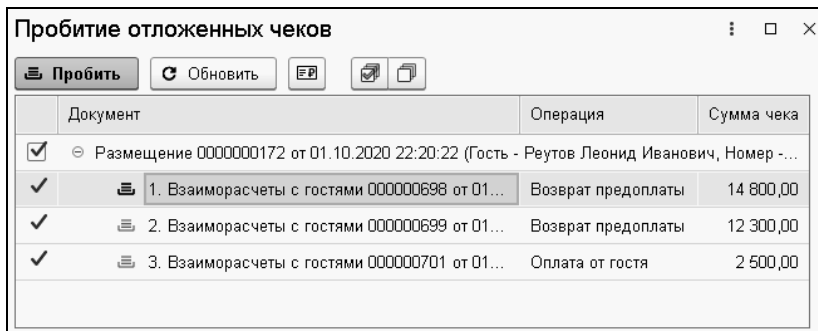 Пробитие отложенных чеков
Пробить Обновить
Документ Операция Сумма чека
Размещение 0000000172 от 01.10.2020 22:20:22 (Гость - Реутов Леонид Иванович, Номер -...
1. Взаиморасчеты с гостями 000000698 от 01... Возврат предоплаты 14 800,00
2. Взаиморасчеты с гостями 000000699 от 01... Возврат предоплаты 12 300,00
3. Взаиморасчеты с гостями 000000701 от 01... Оплата от гостя 2 500,00